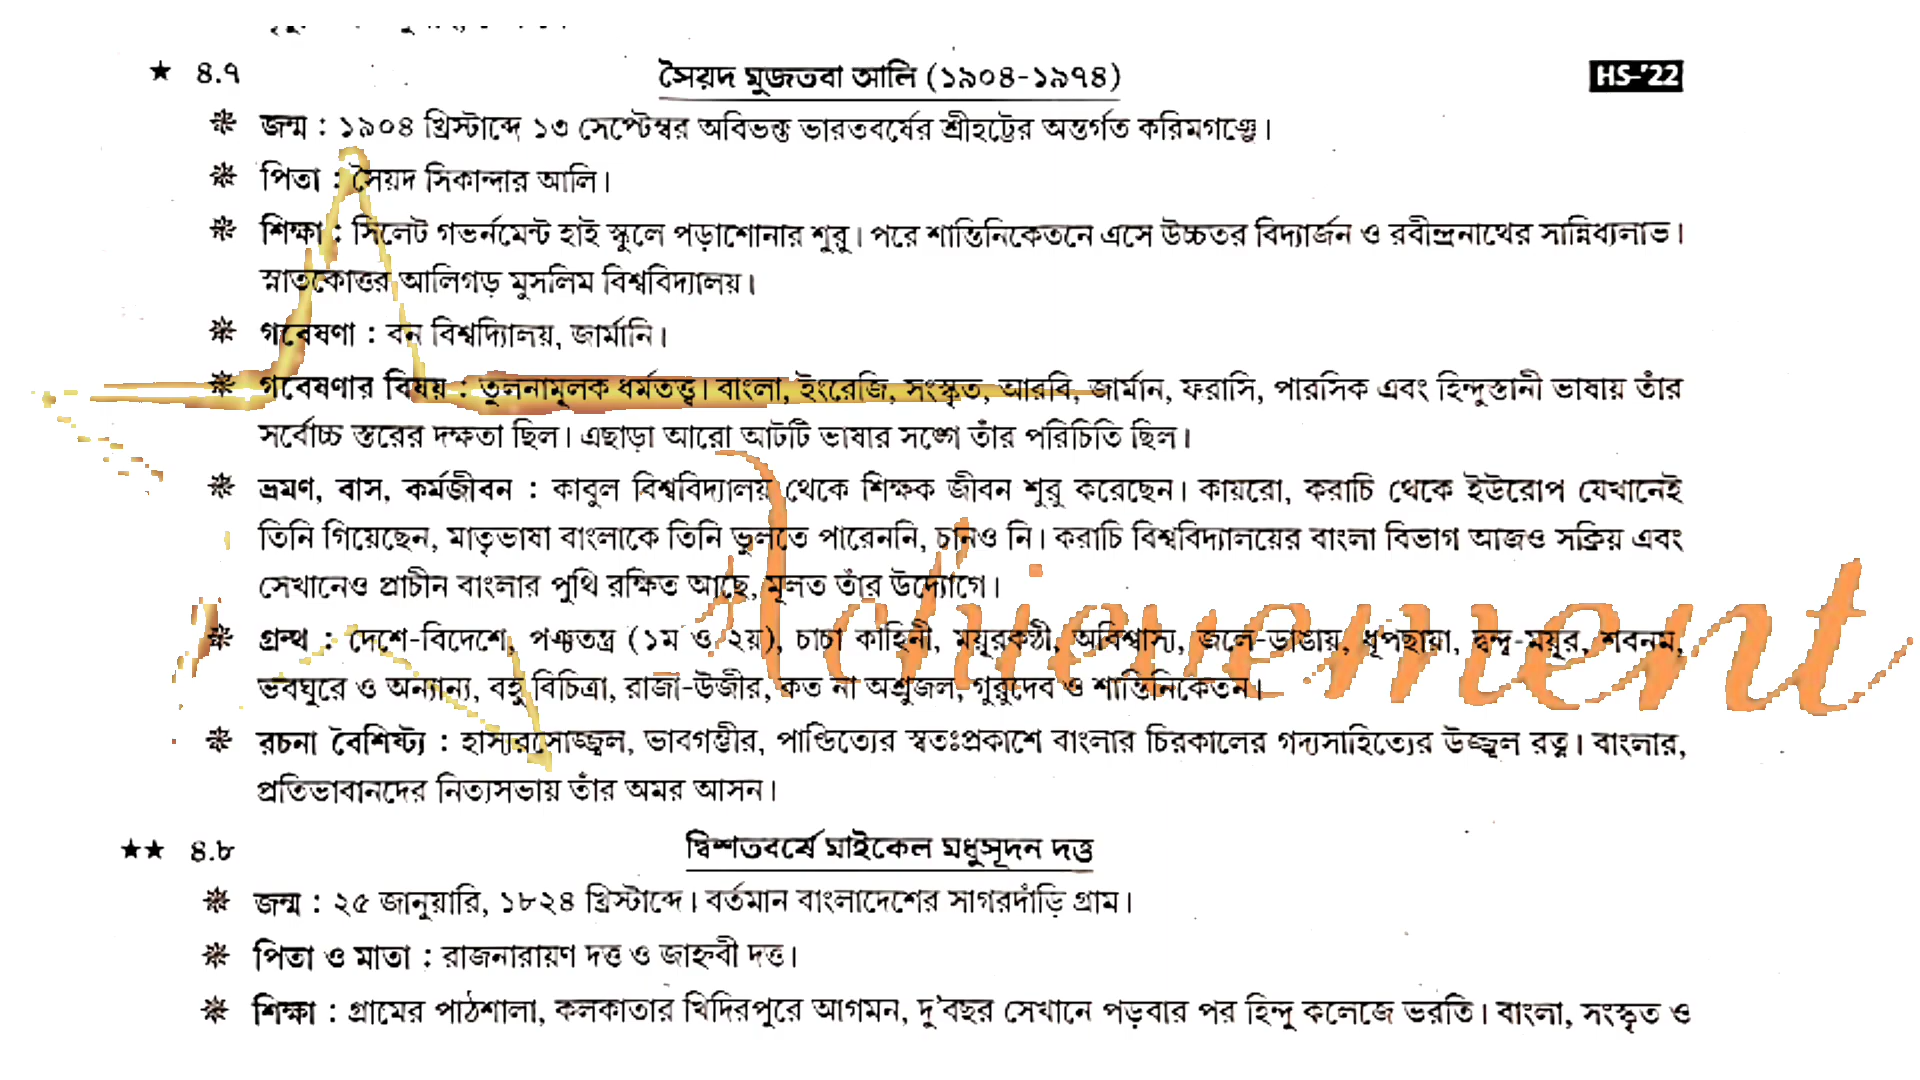 ★ ৪.৭ সৈয়দ মুজতবা আলি (১৯০৪-১৯৭৪) HS-'22
❋ জন্ম : ১৯০৪ খ্রিস্টাব্দে ১৩ সেপ্টেম্বর অবিভক্ত ভারতবর্ষের শ্রীহট্টের অন্তর্গত করিমগঞ্জে।
❋ পিতা : সৈয়দ সিকান্দার আলি।
❋ শিক্ষা : সিলেট গভর্নমেন্ট হাই স্কুলে পড়াশোনার শুরু। পরে শান্তিনিকেতনে এসে উচ্চতর বিদ্যার্জন ও রবীন্দ্রনাথের সান্নিধ্যলাভ।
স্নাতকোত্তর আলিগড় মুসলিম বিশ্ববিদ্যালয়।
❋ গবেষণা : বন বিশ্বদ্যিালয়, জার্মানি।
❋ গবেষণার বিষয় : তুলনামূলক ধর্মতত্ত্ব। বাংলা, ইংরেজি, সংস্কৃত, আরবি, জার্মান, ফরাসি, পারসিক এবং হিন্দুস্তানী ভাষায় তাঁর
সর্বোচ্চ স্তরের দক্ষতা ছিল। এছাড়া আরো আটটি ভাষার সঙ্গে তাঁর পরিচিতি ছিল।
❋ ভ্রমণ, বাস, কর্মজীবন : কাবুল বিশ্ববিদ্যালয় থেকে শিক্ষক জীবন শুরু করেছেন। কায়রো, করাচি থেকে ইউরোপ যেখানেই
তিনি গিয়েছেন, মাতৃভাষা বাংলাকে তিনি ভুলতে পারেননি, চানও নি। করাচি বিশ্ববিদ্যালয়ের বাংলা বিভাগ আজও সক্রিয় এবং
সেখানেও প্রাচীন বাংলার পুথি রক্ষিত আছে, মূলত তাঁর উদ্যোগে।
Achievement
❋ গ্রন্থ : দেশে-বিদেশে, পঞ্চতন্ত্র (১ম ও ২য়), চাচা কাহিনী, ময়ূরকণ্ঠী, অবিশ্বাস্য, জলে-ডাঙায়, ধূপছায়া, দ্বন্দ্ব-ময়ূর, শবনম,
ভবঘুরে ও অন্যান্য, বহু বিচিত্রা, রাজা-উজীর, কত না অশ্রুজল, গুরুদেব ও শান্তিনিকেতন।
❋ রচনা বৈশিষ্ট্য : হাস্যরসোজ্জ্বল, ভাবগম্ভীর, পান্ডিত্যের স্বতঃপ্রকাশে বাংলার চিরকালের গদ্যসাহিত্যের উজ্জ্বল রত্ন। বাংলার,
প্রতিভাবানদের নিত্যসভায় তাঁর অমর আসন।
★★ ৪.৮ দ্বিশতবর্ষে মাইকেল মধুসূদন দত্ত
❋ জন্ম : ২৫ জানুয়ারি, ১৮২৪ খ্রিস্টাব্দে। বর্তমান বাংলাদেশের সাগরদাঁড়ি গ্রাম।
❋ পিতা ও মাতা : রাজনারায়ণ দত্ত ও জাহ্নবী দত্ত।
❋ শিক্ষা : গ্রামের পাঠশালা, কলকাতার খিদিরপুরে আগমন, দু'বছর সেখানে পড়বার পর হিন্দু কলেজে ভরতি। বাংলা, সংস্কৃত ও